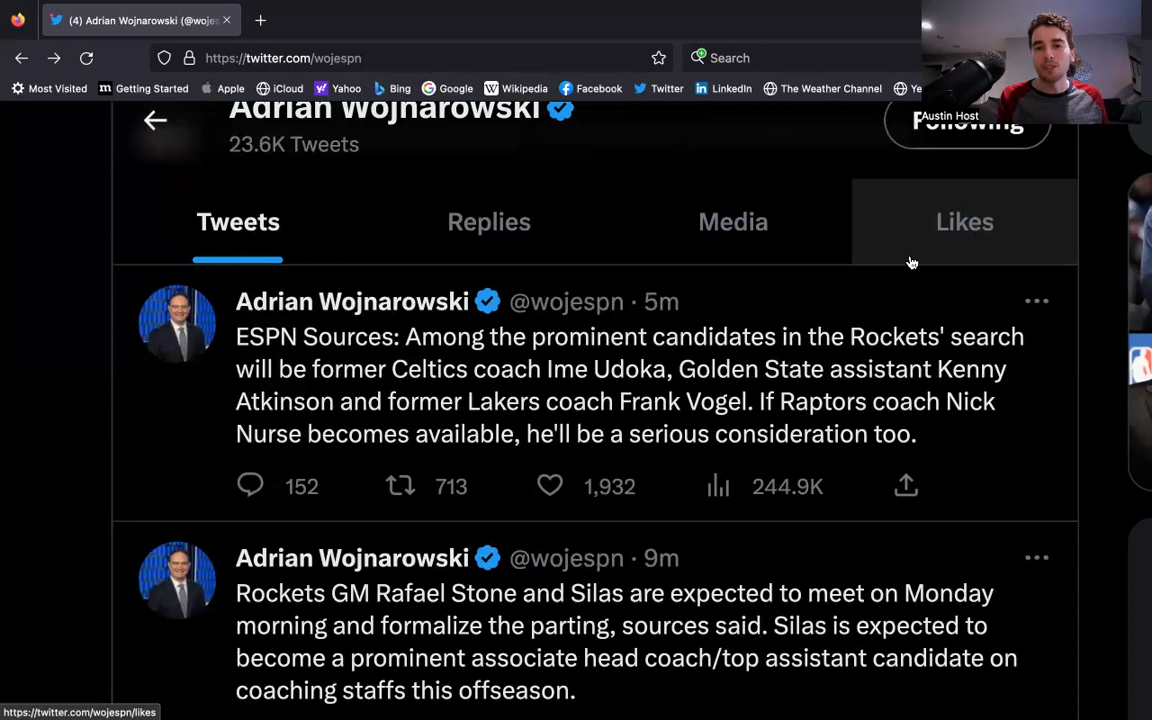 (4) Adrian Wojnarowski (@wojes
https://twitter.com/wojespn
Search
Most Visited
Getting Started
Apple
iCloud
Yahoo
Bing
Google
Wikipedia
Facebook
Twitter
LinkedIn
The Weather Channel
Ye
Austin Host
Adrian Wojnarowski
23.6K Tweets
Following
Tweets
Replies
Media
Likes
Adrian Wojnarowski @wojespn · 5m
ESPN Sources: Among the prominent candidates in the Rockets' search
will be former Celtics coach Ime Udoka, Golden State assistant Kenny
Atkinson and former Lakers coach Frank Vogel. If Raptors coach Nick
Nurse becomes available, he'll be a serious consideration too.
152
713
1,932
244.9K
Adrian Wojnarowski @wojespn · 9m
Rockets GM Rafael Stone and Silas are expected to meet on Monday
morning and formalize the parting, sources said. Silas is expected to
become a prominent associate head coach/top assistant candidate on
coaching staffs this offseason.
https://twitter.com/wojespn/likes